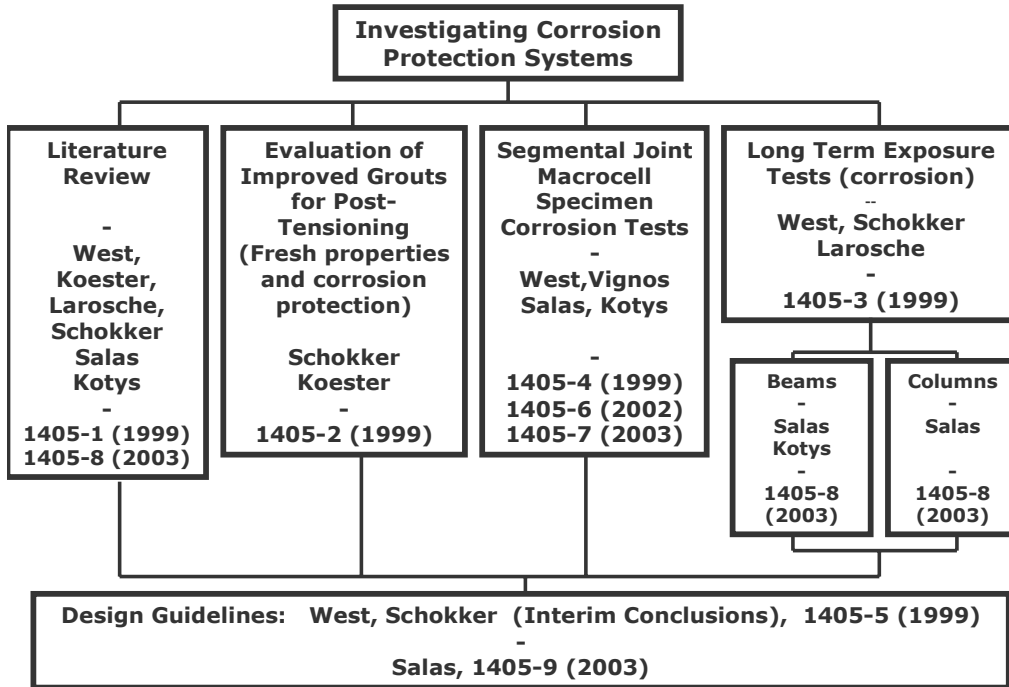 Investigating Corrosion
Protection Systems
Literature
Review
-
West,
Koester,
Larosche,
Schokker
Salas
Kotys
-
1405-1 (1999)
1405-8 (2003)
Evaluation of
Improved Grouts
for Post-
Tensioning
(Fresh properties
and corrosion
protection)
Schokker
Koester
-
1405-2 (1999)
Segmental Joint
Macrocell
Specimen
Corrosion Tests
-
West,Vignos
Salas, Kotys
-
1405-4 (1999)
1405-6 (2002)
1405-7 (2003)
Long Term Exposure
Tests (corrosion)
--
West, Schokker
Larosche
-
1405-3 (1999)
Beams
-
Salas
Kotys
-
1405-8
(2003)
Columns
-
Salas
-
1405-8
(2003)
Design Guidelines: West, Schokker (Interim Conclusions), 1405-5 (1999)
-
Salas, 1405-9 (2003)